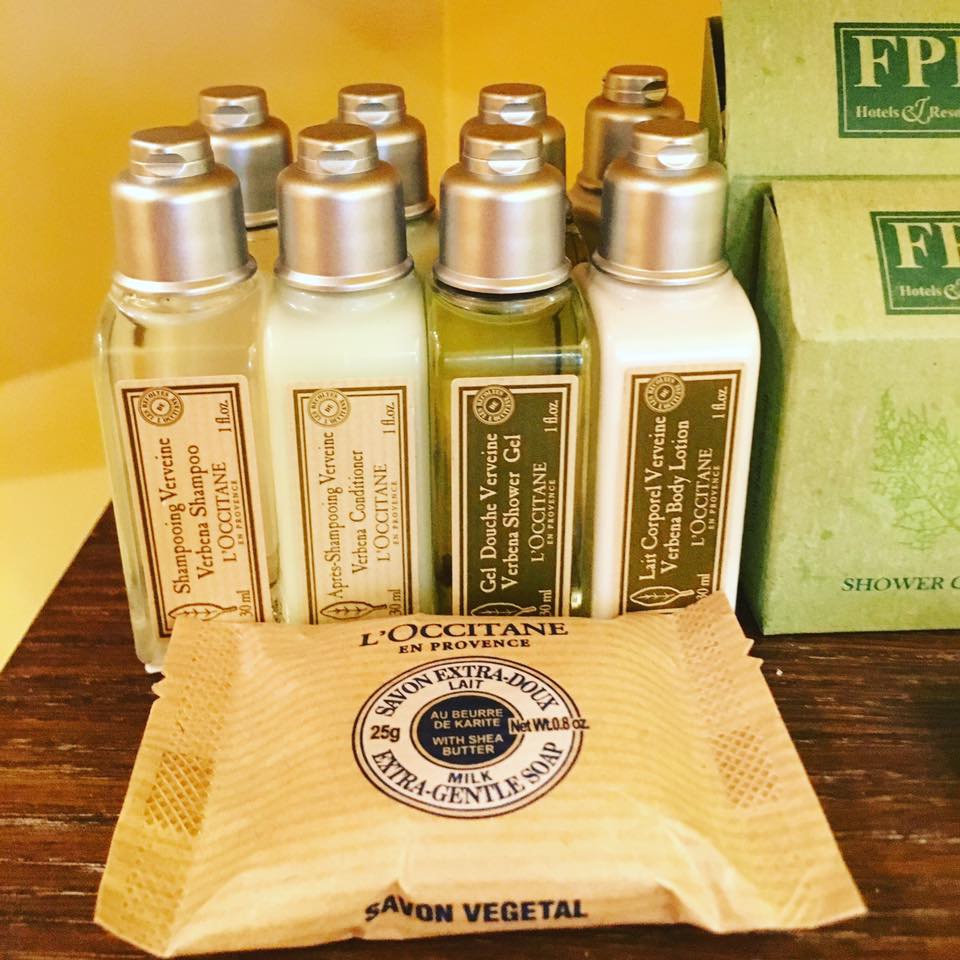 Shampooing Verveine
Verbena Shampoo
L'OCCITANE
EN PROVENCE
1 fl.oz.
30 ml
Après-Shampooing Verveine
Verbena Conditioner
L'OCCITANE
EN PROVENCE
1 fl.oz.
30 ml
Gel Douche Verveine
Verbena Shower Gel
L'OCCITANE
EN PROVENCE
1 fl.oz.
30 ml
Lait Corporel Verveine
Verbena Body Lotion
L'OCCITANE
EN PROVENCE
1 fl.oz.
30 ml
Hotels &
Hotels &
SHOWER
L'OCCITANE
EN PROVENCE
SAVON EXTRA-DOUX
LAIT
AU BEURRE
DE KARITE
WITH SHEA
BUTTER
25g
Net Wt.0.8 oz.
MILK
EXTRA-GENTLE SOAP
SAVON VEGETAL